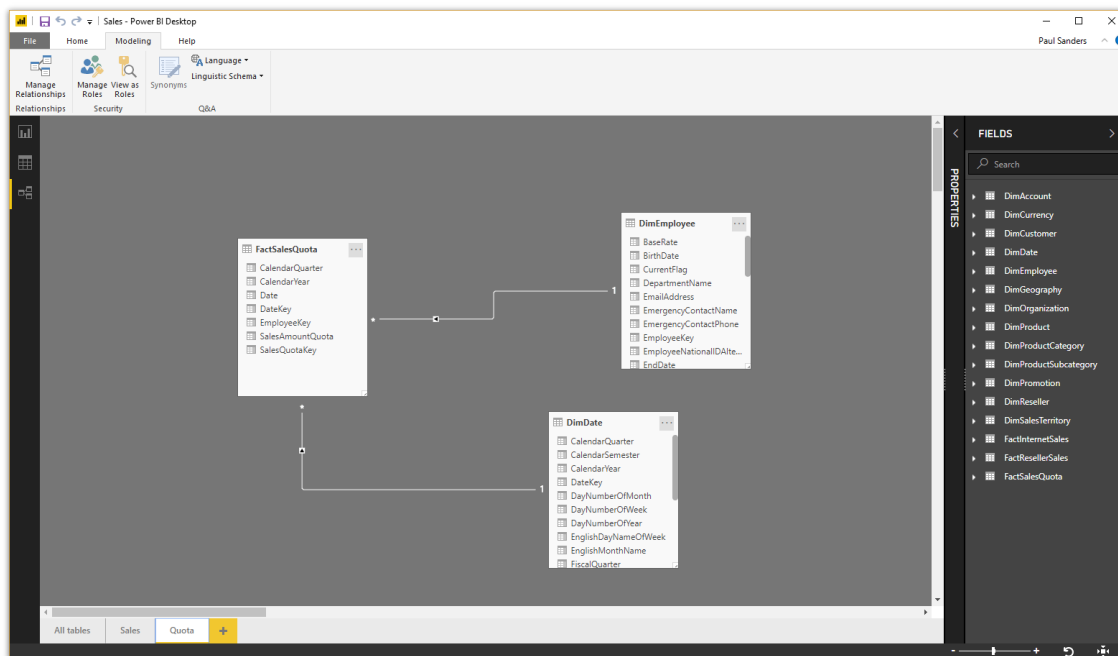 Sales - Power BI Desktop
File Home Modeling Help Paul Sanders
Manage Relationships
Manage Roles
View as Roles
Synonyms
Language
Linguistic Schema
Relationships Security Q&A
FIELDS
Search
PROPERTIES
DimAccount
DimCurrency
DimCustomer
DimDate
DimEmployee
DimGeography
DimOrganization
DimProduct
DimProductCategory
DimProductSubcategory
DimPromotion
DimReseller
DimSalesTerritory
FactInternetSales
FactResellerSales
FactSalesQuota
FactSalesQuota
CalendarQuarter
CalendarYear
Date
DateKey
EmployeeKey
SalesAmountQuota
SalesQuotaKey
*
1
DimEmployee
BaseRate
BirthDate
CurrentFlag
DepartmentName
EmailAddress
EmergencyContactName
EmergencyContactPhone
EmployeeKey
EmployeeNationalIDAlte...
EndDate
*
1
DimDate
CalendarQuarter
CalendarSemester
CalendarYear
DateKey
DayNumberOfMonth
DayNumberOfWeek
DayNumberOfYear
EnglishDayNameOfWeek
EnglishMonthName
FiscalQuarter
All tables Sales Quota +
- +